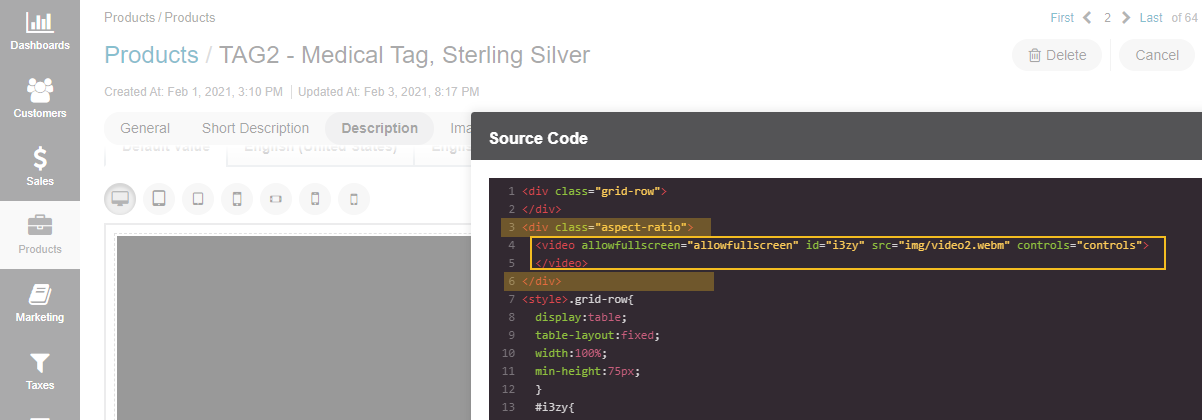 Dashboards
Customers
Sales
Products
Marketing
Taxes
Products / Products
First 2 Last of 64
Products / TAG2 - Medical Tag, Sterling Silver
Delete Cancel
Created At: Feb 1, 2021, 3:10 PM | Updated At: Feb 3, 2021, 8:17 PM
General Short Description Description Ima
Default Value English (United States) Englis
Source Code
1 <div class="grid-row">
2 </div>
3 <div class="aspect-ratio">
4 <video allowfullscreen="allowfullscreen" id="i3zy" src="img/video2.webm" controls="controls">
5 </video>
6 </div>
7 <style>.grid-row{
8 display:table;
9 table-layout:fixed;
10 width:100%;
11 min-height:75px;
12 }
13 #i3zy{